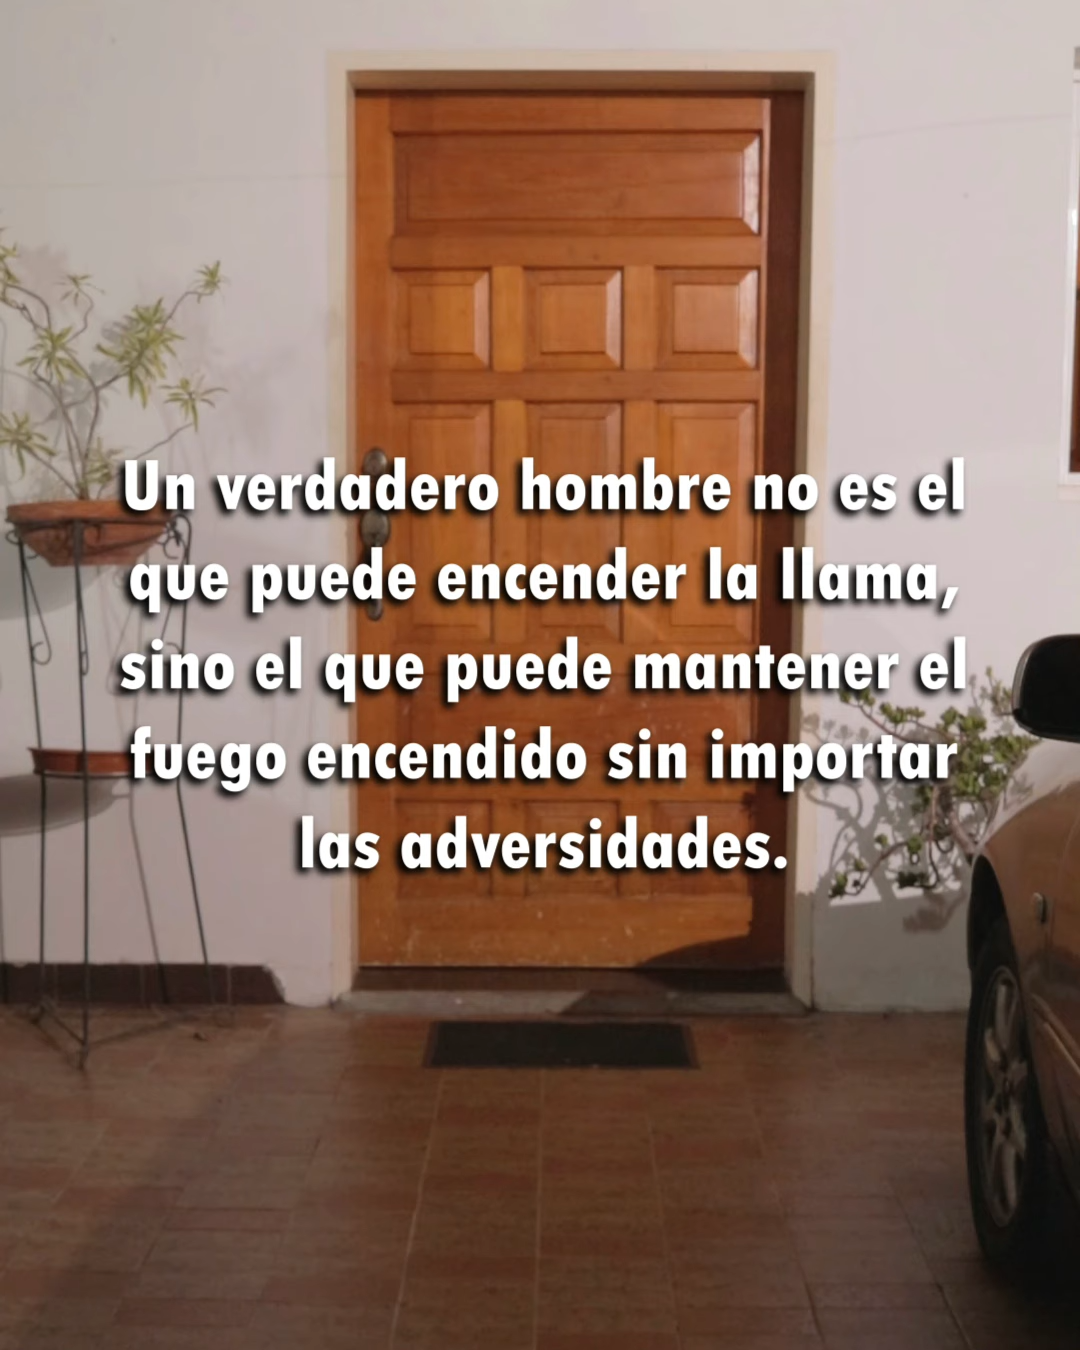 Un verdadero hombre no es el
que puede encender la llama,
sino el que puede mantener el
fuego encendido sin importar
las adversidades.